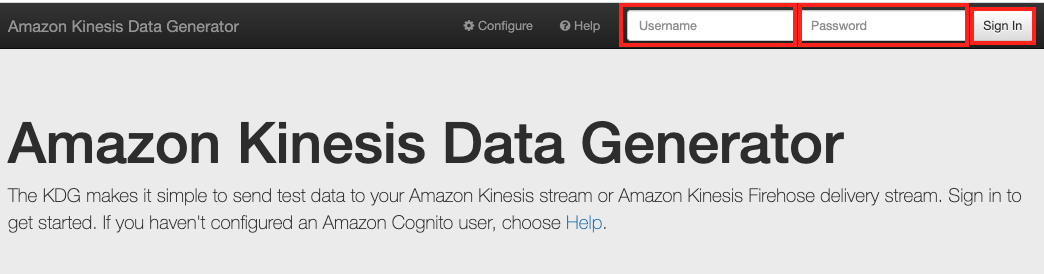 Amazon Kinesis Data Generator Configure Help Username Password Sign In
Amazon Kinesis Data Generator
The KDG makes it simple to send test data to your Amazon Kinesis stream or Amazon Kinesis Firehose delivery stream. Sign in to
get started. If you haven't configured an Amazon Cognito user, choose Help.